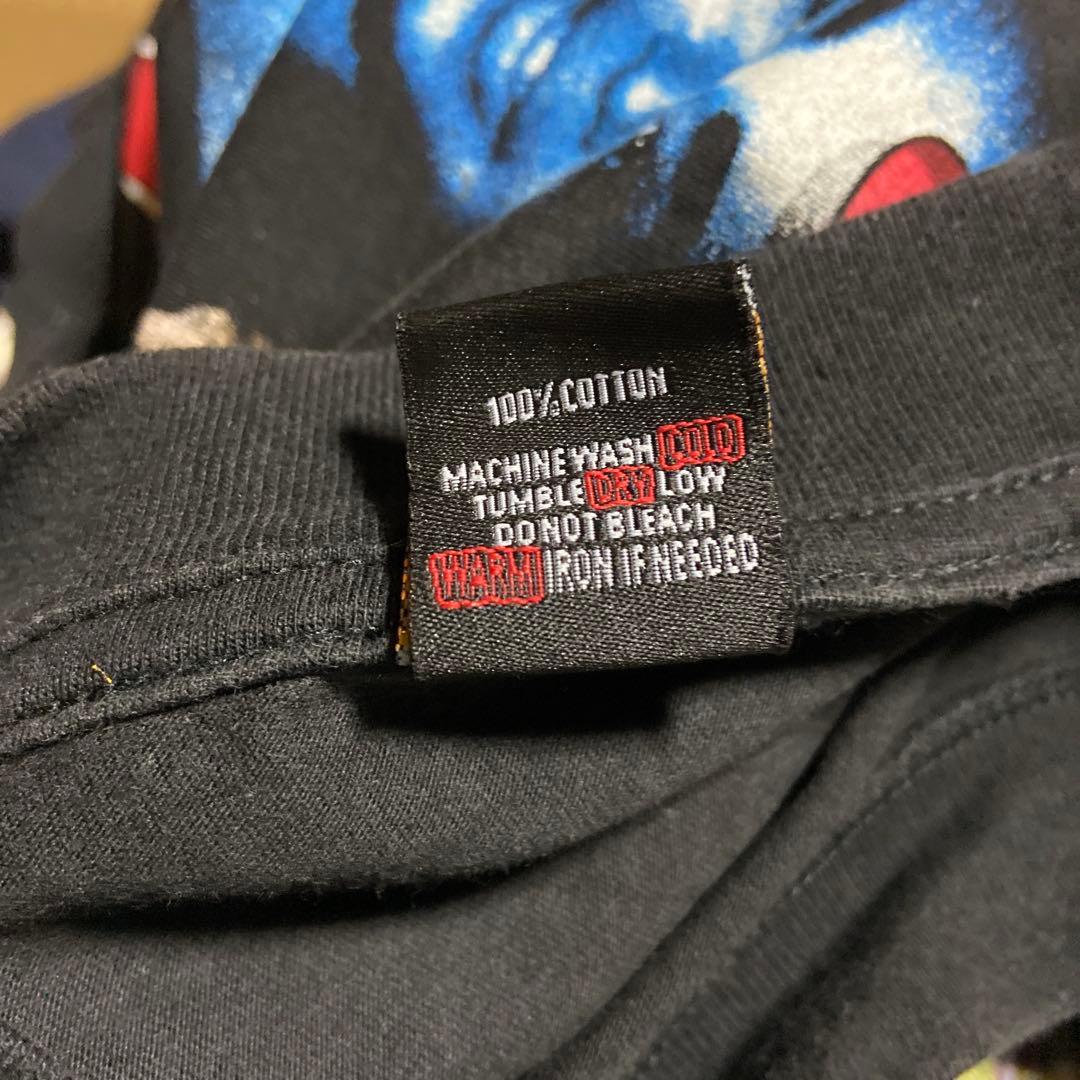 100% COTTON
MACHINE WASH COLD
TUMBLE DRY LOW
DO NOT BLEACH
WARM IRON IF NEEDED